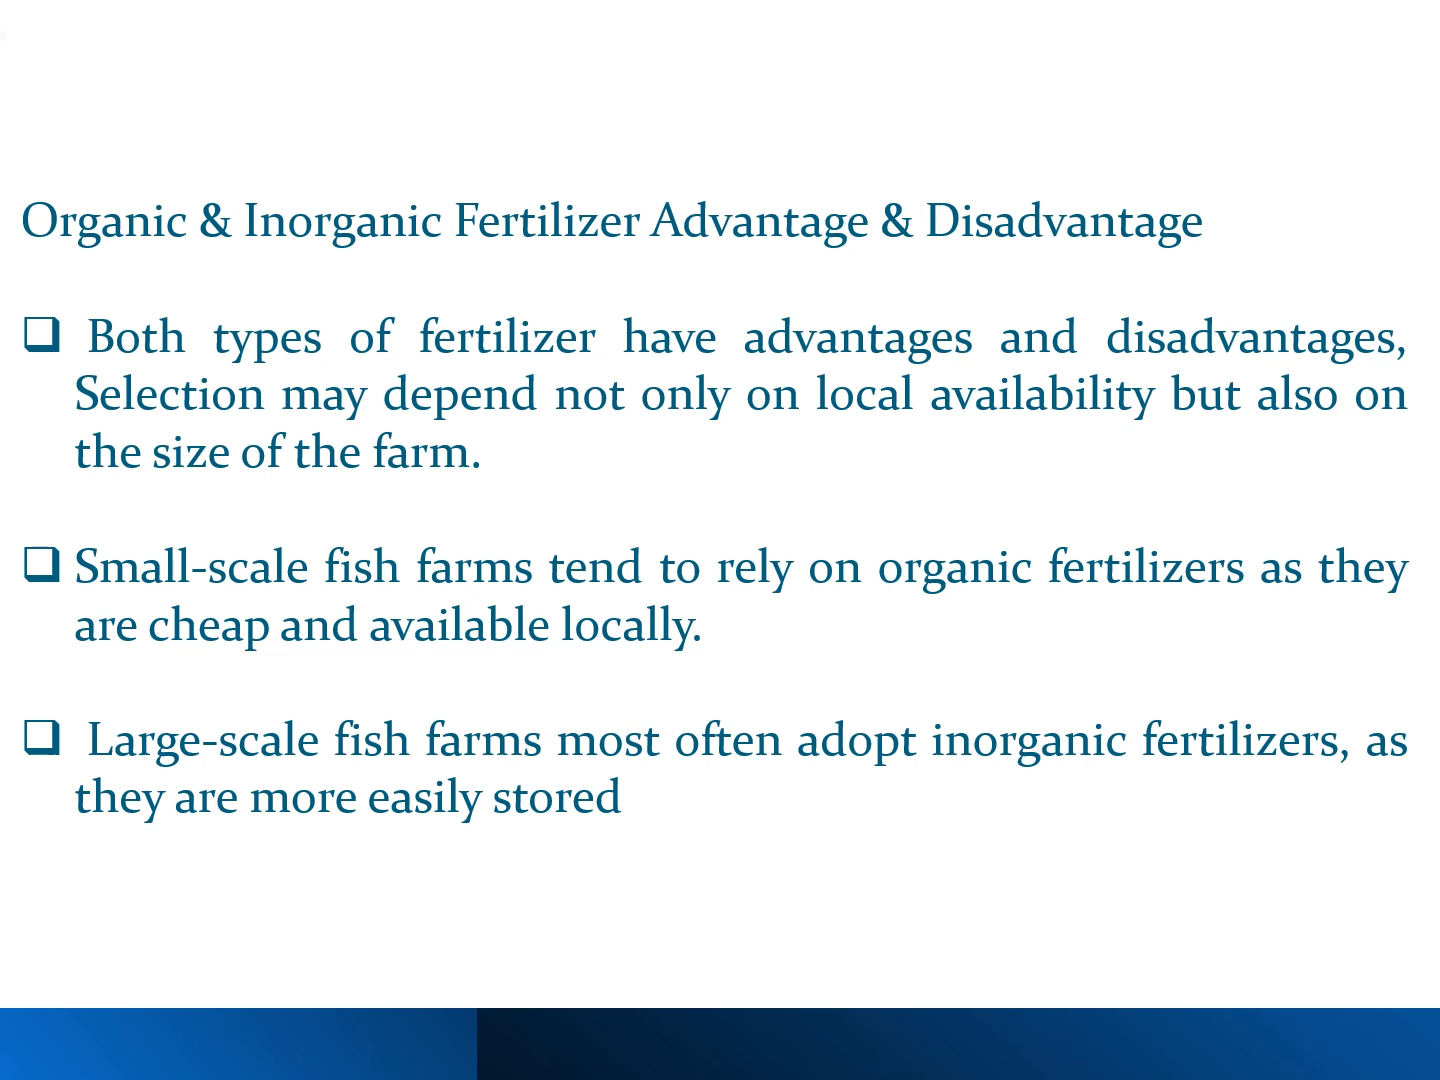 Organic & Inorganic Fertilizer Advantage & Disadvantage
❑ Both types of fertilizer have advantages and disadvantages,
Selection may depend not only on local availability but also on
the size of the farm.
❑ Small-scale fish farms tend to rely on organic fertilizers as they
are cheap and available locally.
❑ Large-scale fish farms most often adopt inorganic fertilizers, as
they are more easily stored